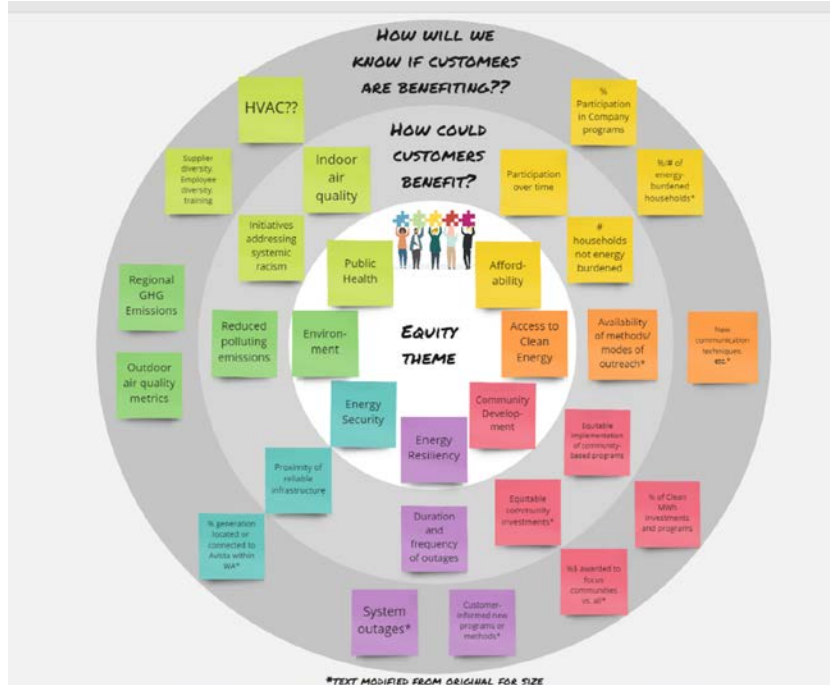 HOW WILL WE
KNOW IF CUSTOMERS
ARE BENEFITING??
HOW COULD
CUSTOMERS
BENEFIT?
EQUITY
THEME
HVAC??
Supplier
diversity.
Employee
diversity,
training
Indoor
air
quality
Initiatives
addressing
systemic
racism
Public
Health
%
Participation
in Company
programs
%/# of
energy-
burdened
households*
Participation
over time
#
households
not energy
burdened
Afford-
ability
Regional
GHG
Emissions
Outdoor
air quality
metrics
Reduced
polluting
emissions
Environ-
ment
Access to
Clean
Energy
Availability
of methods/
modes of
outreach*
New
communication
techniques,
etc.*
Energy
Security
Proximity of
reliable
infrastructure
% generation
located or
connected to
Avista within
WA*
Energy
Resiliency
Duration
and
frequency
of outages
System
outages*
Customer-
informed new
programs or
methods*
Community
Develop-
ment
Equitable
implementation
of community-
based programs
Equitable
community
investments*
% of Clean
MWh
investments
and programs
%$ awarded to
focus
communities
vs. all*
*TEXT MODIFIED FROM ORIGINAL FOR SIZE